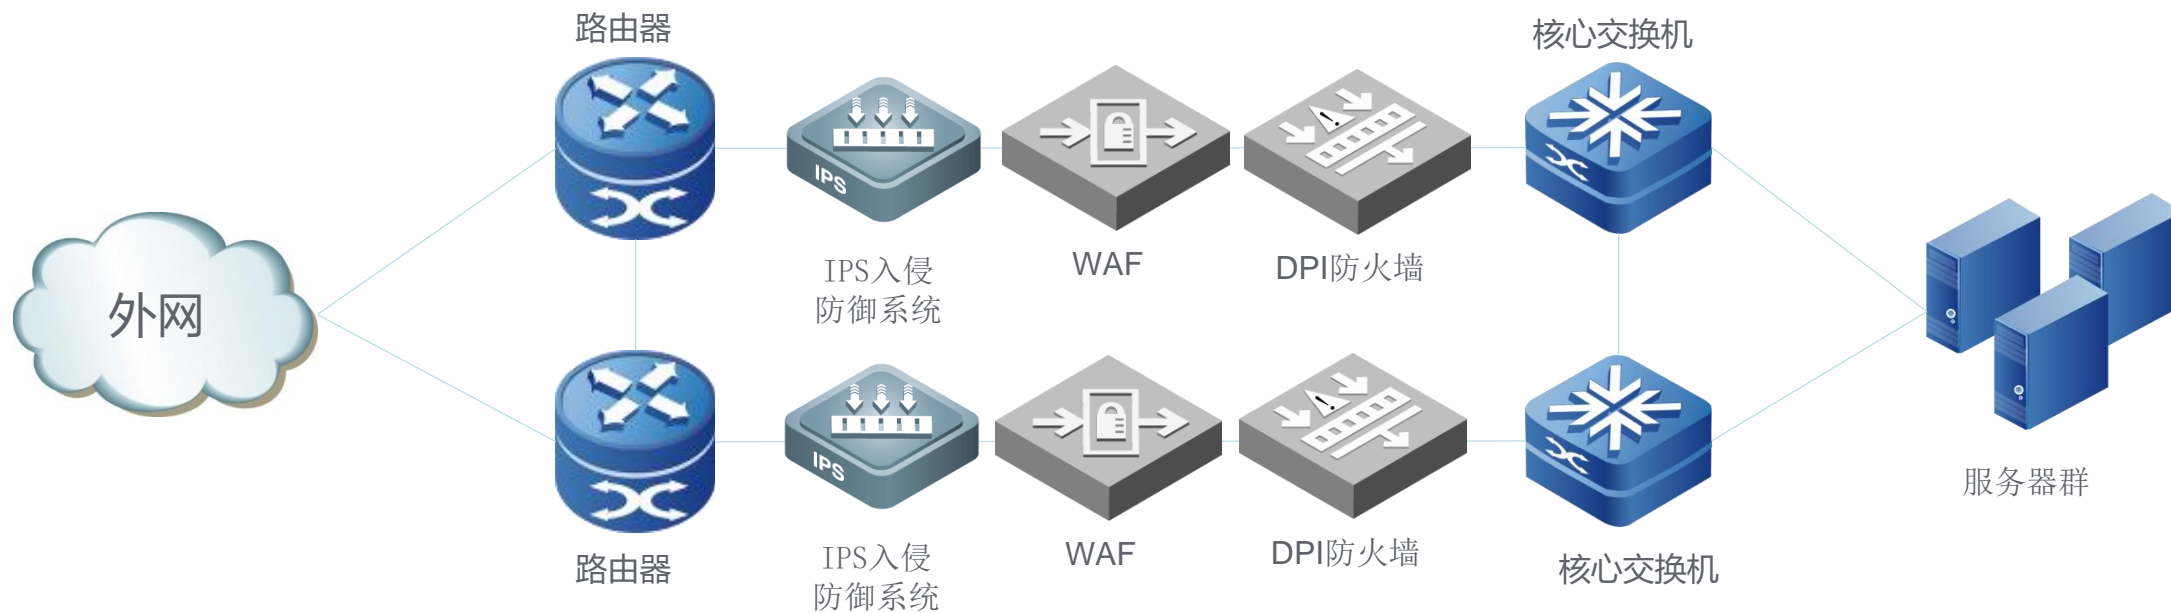 路由器
核心交换机
IPS
IPS入侵
防御系统
WAF
DPI防火墙
外网
IPS
服务器群
路由器
IPS入侵
防御系统
WAF
DPI防火墙
核心交换机